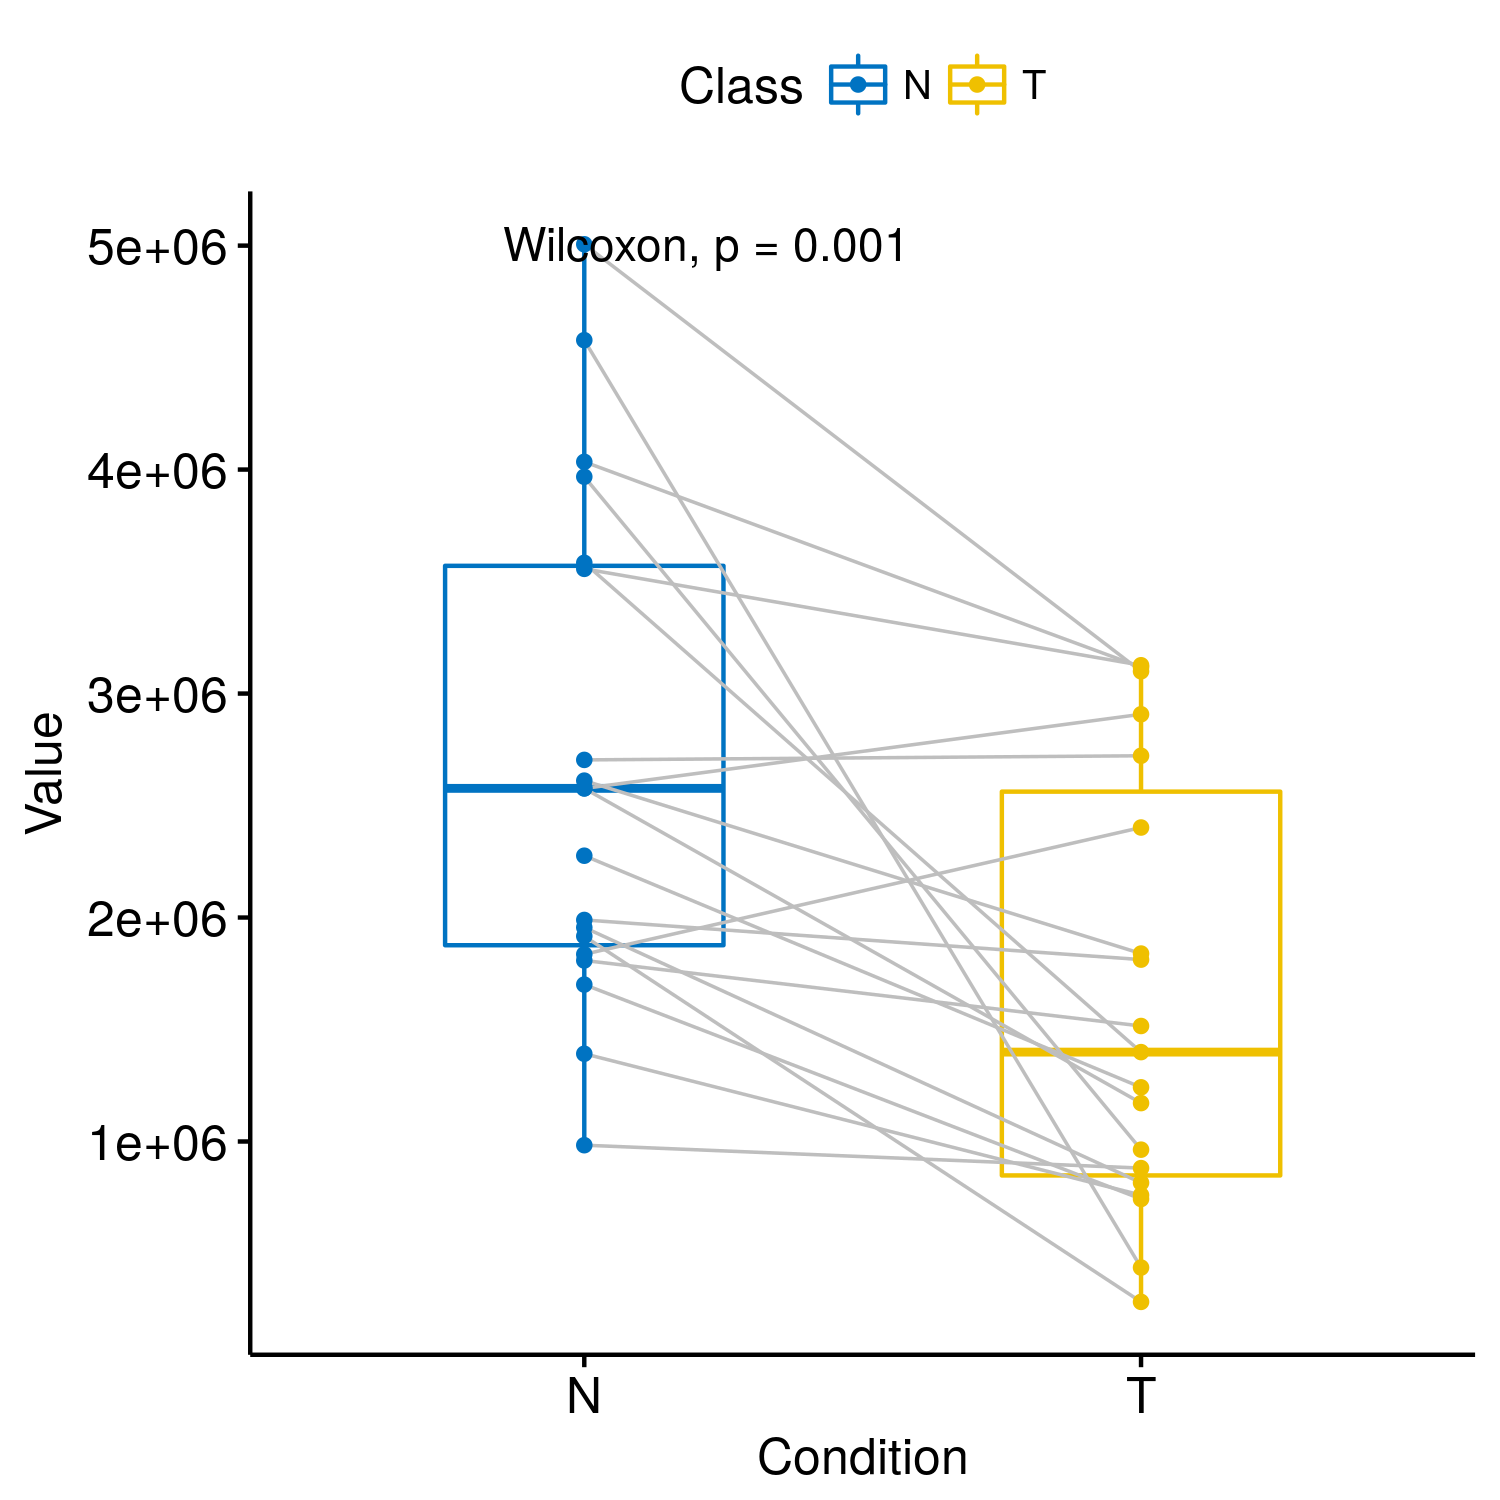 Class N T
Wilcoxon, p = 0.001
5e+06
4e+06
3e+06
2e+06
1e+06
Value
N T
Condition